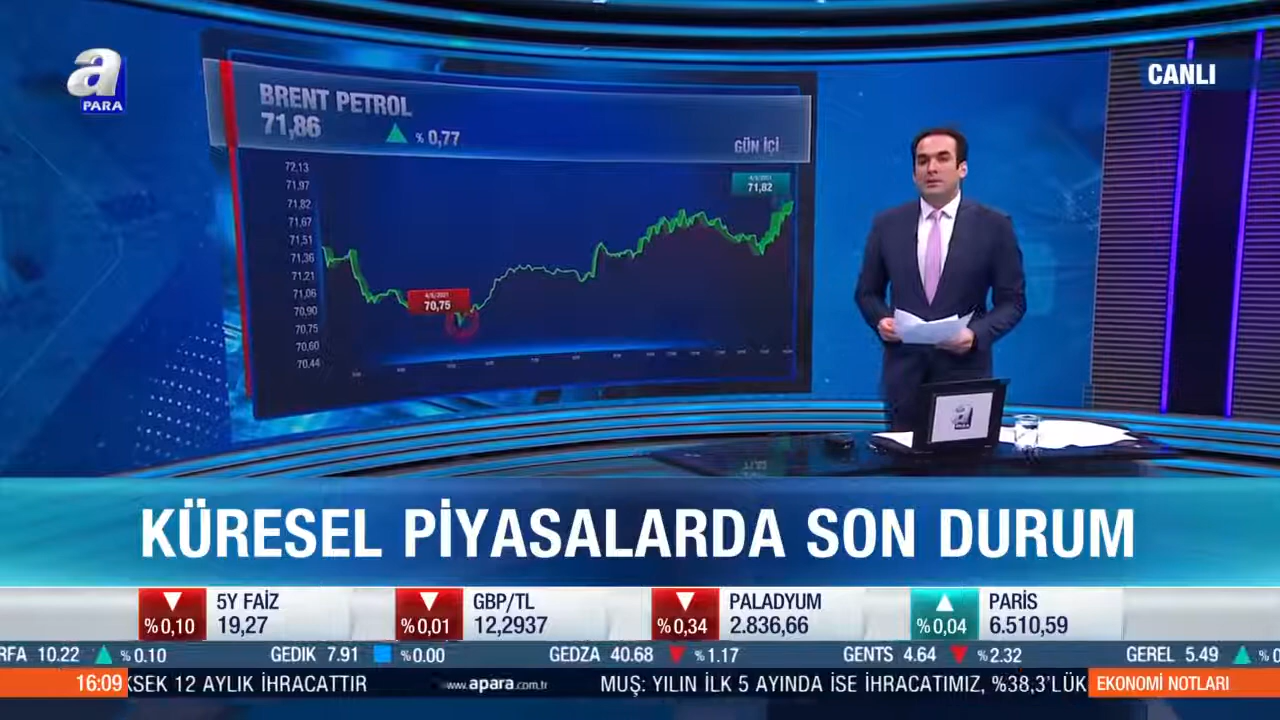 a
PARA
CANLI
BRENT PETROL
71,86
% 0,77
GÜN İÇİ
72,13
71,97
71,82
71,67
71,51
71,36
71,21
71,06
70,90
70,75
70,60
70,44
71,82
70,75
KÜRESEL PİYASALARDA SON DURUM
% 0,10 5Y FAİZ 19,27
% 0,01 GBP/TL 12,2937
% 0,34 PALADYUM 2.836,66
% 0,04 PARİS 6.510,59
RFA 10.22 % 0.10 GEDIK 7.91 %0.00 GEDZA 40.68 % 1.17 GENTS 4.64 % 2.32 GEREL 5.49 % 0
16:09 KSEK 12 AYLIK İHRACATTIR www.apara.com.tr MUŞ: YILIN İLK 5 AYINDA İSE İHRACATIMIZ, %38,3'LÜK EKONOMİ NOTLARI